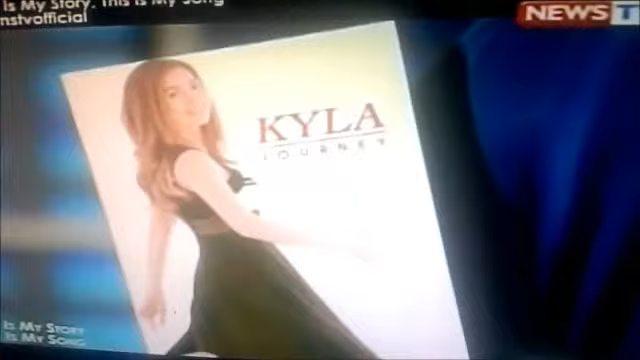 Is My Story. This Is My Song
nstvofficial
NEWS T
KYLA
JOURNEY
Is My Story
Is My Song